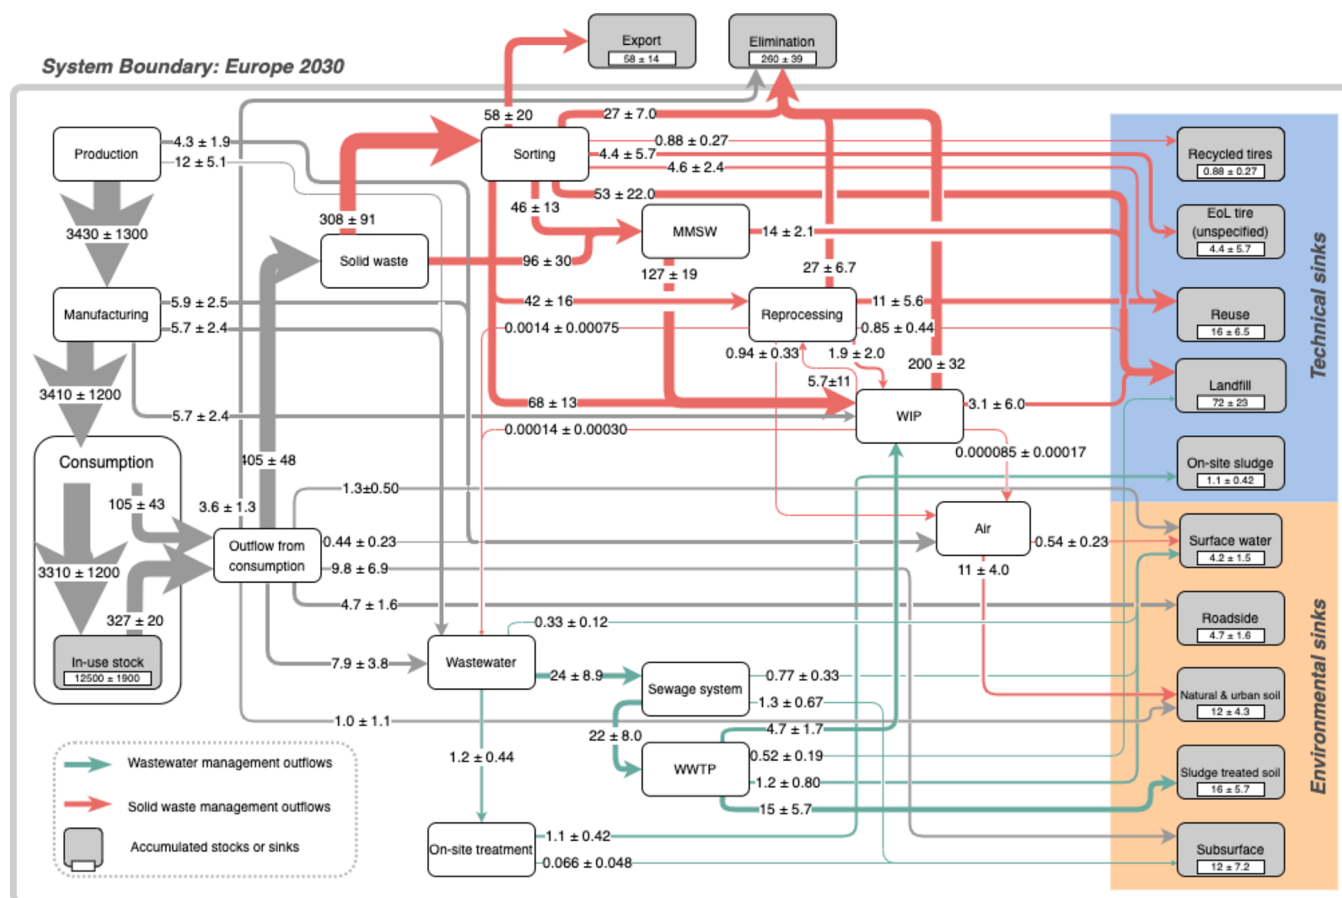 System Boundary: Europe 2030
Export
58 ± 14
Elimination
260 ± 39
58 ± 20
27 ± 7.0
Production
4.3 ± 1.9
12 ± 5.1
Sorting
0.88 ± 0.27
4.4 ± 5.7
4.6 ± 2.4
53 ± 22.0
Recycled tires
0.88 ± 0.27
3430 ± 1300
308 ± 91
46 ± 13
MMSW
14 ± 2.1
EoL tire
(unspecified)
4.4 ± 5.7
Solid waste
96 ± 30
127 ± 19
27 ± 6.7
Technical sinks
Manufacturing
5.9 ± 2.5
5.7 ± 2.4
42 ± 16
Reprocessing
11 ± 5.6
0.85 ± 0.44
Reuse
16 ± 6.5
0.0014 ± 0.00075
0.94 ± 0.33
1.9 ± 2.0
200 ± 32
5.7±11
3410 ± 1200
5.7 ± 2.4
68 ± 13
WIP
3.1 ± 6.0
Landfill
72 ± 23
0.00014 ± 0.00030
0.000085 ± 0.00017
Consumption
405 ± 48
On-site sludge
1.1 ± 0.42
105 ± 43
3.6 ± 1.3
1.3±0.50
Outflow from
consumption
0.44 ± 0.23
9.8 ± 6.9
Air
0.54 ± 0.23
Surface water
4.2 ± 1.5
3310 ± 1200
11 ± 4.0
327 ± 20
4.7 ± 1.6
Roadside
4.7 ± 1.6
0.33 ± 0.12
In-use stock
12500 ± 1900
7.9 ± 3.8
Wastewater
24 ± 8.9
Sewage system
0.77 ± 0.33
1.3 ± 0.67
Natural & urban soil
12 ± 4.3
Environmental sinks
1.0 ± 1.1
22 ± 8.0
4.7 ± 1.7
Wastewater management outflows
1.2 ± 0.44
WWTP
0.52 ± 0.19
1.2 ± 0.80
15 ± 5.7
Sludge treated soil
16 ± 5.7
Solid waste management outflows
Accumulated stocks or sinks
On-site treatment
1.1 ± 0.42
0.066 ± 0.048
Subsurface
12 ± 7.2